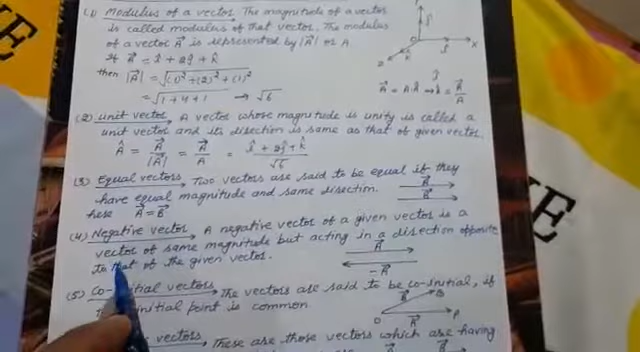 (1) Modulus of a vector The magnitude of a vector
is called modulus of that vector. The modulus
of a vector A⃗ is represented by |A⃗| or A
If A⃗ = î + 2ĵ + k̂
then |A⃗| = √(1)² + (2)² + (1)²
= √1 + 4 + 1 → √6
(2) unit vector A vector whose magnitude is unity is called a
unit vector and its direction is same as that of given vector.
Â = A⃗/|A⃗| = A⃗/A = î + 2ĵ + k̂/√6
(3) Equal vectors Two vectors are said to be equal if they
have equal magnitude and same direction.
here A⃗ = B⃗
(4) Negative vector A negative vector of a given vector is a
vector of same magnitude but acting in a direction opposite
to that of the given vector.
A⃗
-A⃗
(5) Co-initial vectors The vectors are said to be co-initial, if
initial point is common.
vectors These are those vectors which are having